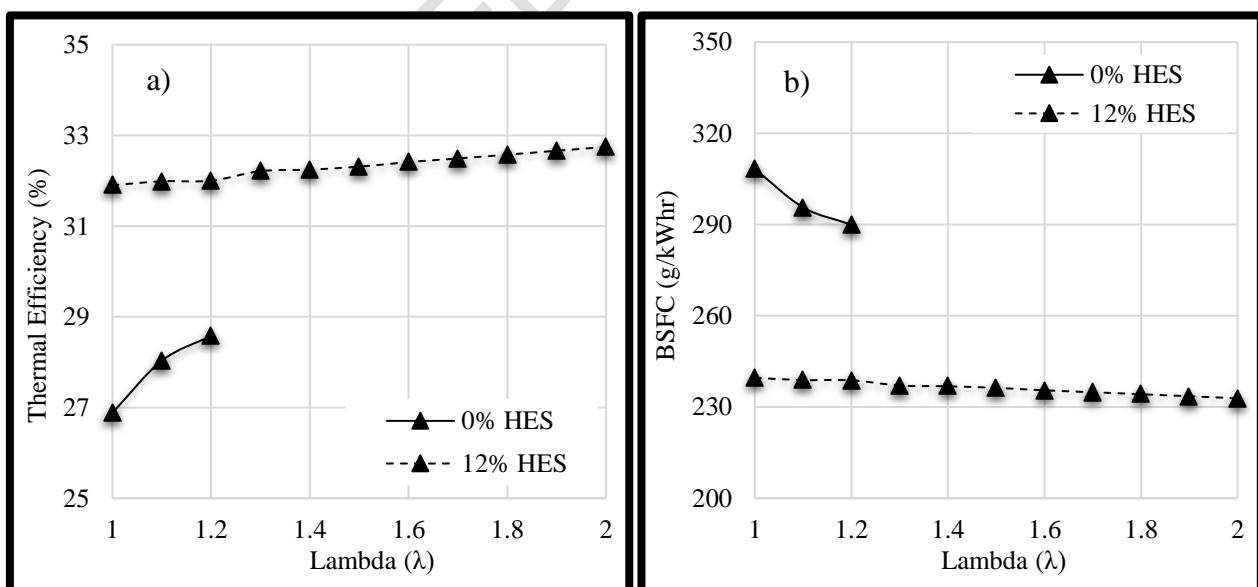 a)
35
33
31
29
27
25
Thermal Efficiency (%)
0% HES
12% HES
1 1.2 1.4 1.6 1.8 2
Lambda (λ)
b)
350
320
290
260
230
200
BSFC (g/kWhr)
0% HES
12% HES
1 1.2 1.4 1.6 1.8 2
Lambda (λ)